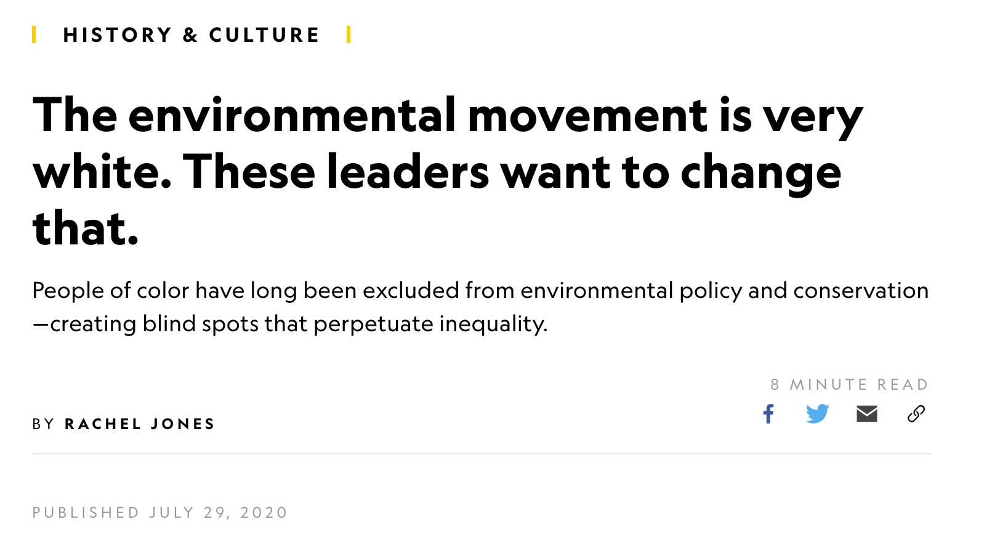 HISTORY & CULTURE
The environmental movement is very
white. These leaders want to change
that.
People of color have long been excluded from environmental policy and conservation
—creating blind spots that perpetuate inequality.
8 MINUTE READ
BY RACHEL JONES
PUBLISHED JULY 29, 2020